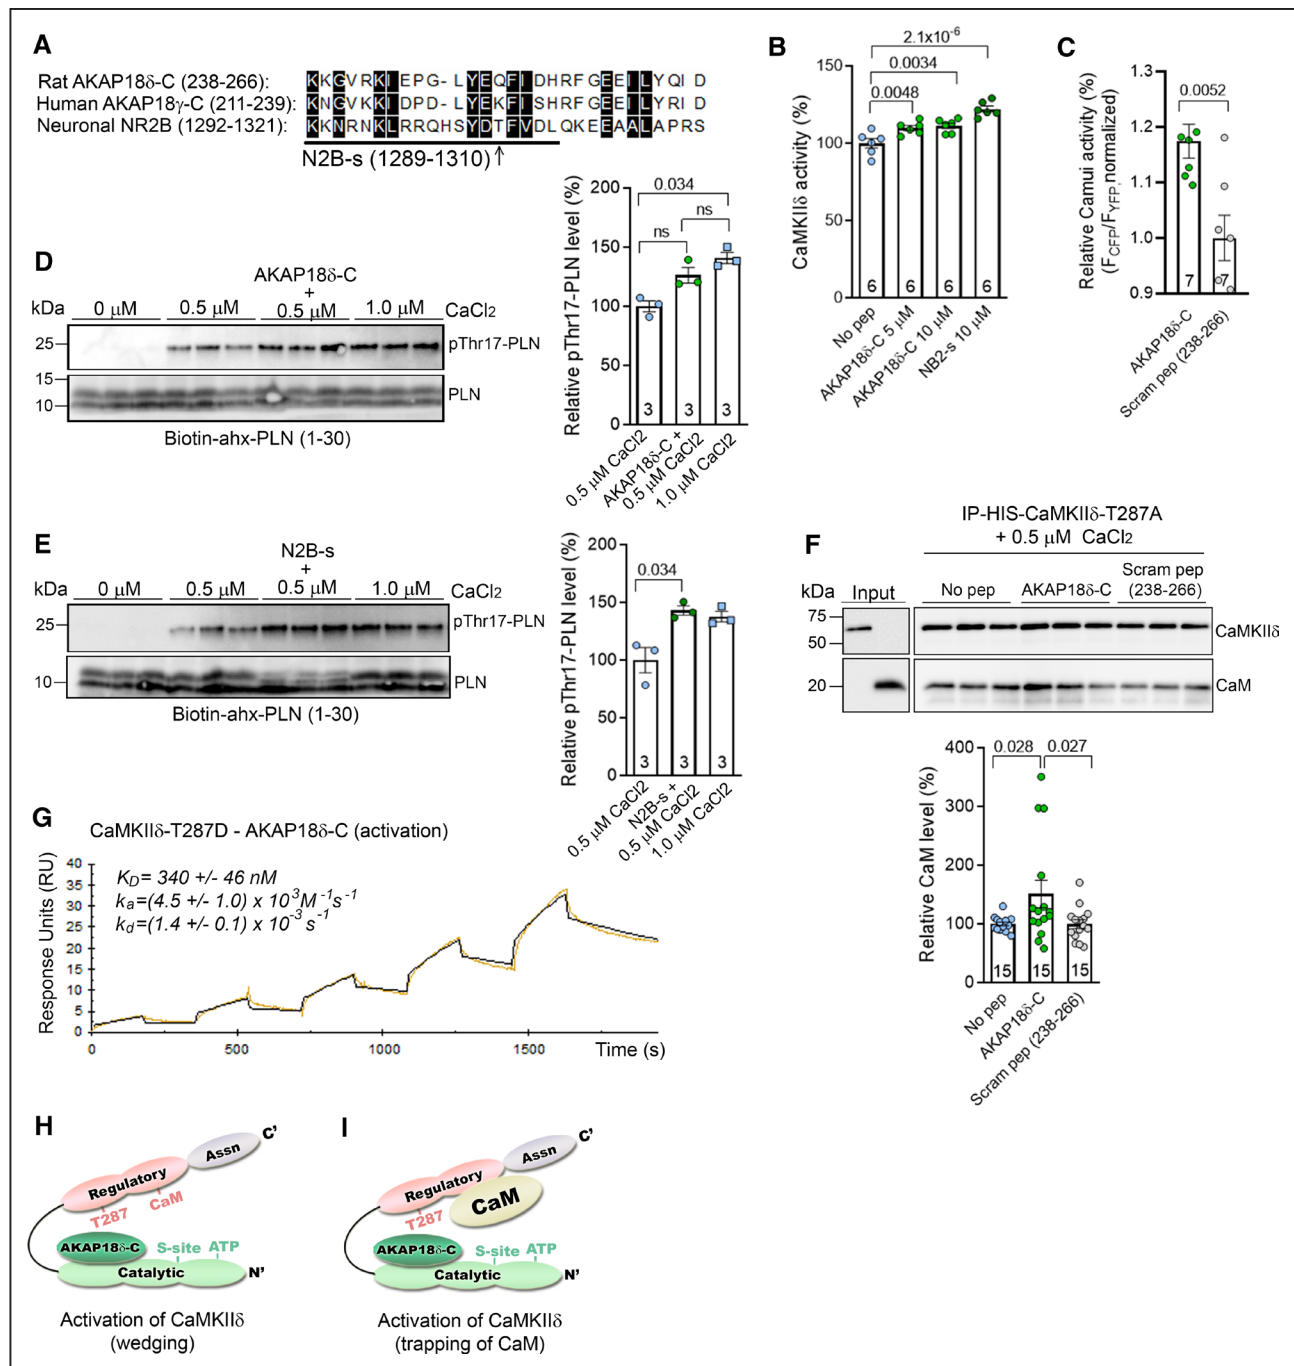 A
Rat AKAP18δ-C (238-266): KKGVRKIEPG-LYEQFIDHRFGEEILYQID
Human AKAP18γ-C (211-239): KNGVKKIDPD-LYEKFISHRFGEEILYRID
Neuronal NR2B (1292-1321): KKNRNKLRRQHSYDTFVDLQKEEAALAPRS
N2B-s (1289-1310)
B
CaMKIIδ activity (%)
150
100
50
0
2.1x10-6
0.0034
0.0048
6 6 6 6
No pep
AKAP18δ-C 5 μM
AKAP18δ-C 10 μM
NB2-s 10 μM
C
Relative Camui activity (%)
(FCFP/FYFP, normalized)
1.3
1.2
1.1
1.0
0.9
0.0052
7 7
AKAP18δ-C
Scram pep (238-266)
D
AKAP18δ-C
+
kDa 0 μM 0.5 μM 0.5 μM 1.0 μM CaCl2
25 pThr17-PLN
15
10 PLN
Biotin-ahx-PLN (1-30)
Relative pThr17-PLN level (%)
200
150
100
50
0
0.034
ns
ns
3 3 3
0.5 μM CaCl2
AKAP18δ-C +
0.5 μM CaCl2
1.0 μM CaCl2
E
N2B-s
+
kDa 0 μM 0.5 μM 0.5 μM 1.0 μM CaCl2
25 pThr17-PLN
10 PLN
Biotin-ahx-PLN (1-30)
Relative pThr17-PLN level (%)
200
150
100
50
0
0.034
3 3 3
0.5 μM CaCl2
N2B-s +
0.5 μM CaCl2
1.0 μM CaCl2
F
IP-HIS-CaMKIIδ-T287A
+ 0.5 μM CaCl2
kDa Input No pep AKAP18δ-C Scram pep
(238-266)
75
50 CaMKIIδ
20 CaM
Relative CaM level (%)
400
300
200
100
0
0.028 0.027
15 15 15
No pep
AKAP18δ-C
Scram pep (238-266)
G
CaMKIIδ-T287D - AKAP18δ-C (activation)
Response Units (RU)
40
35
30
25
20
15
10
5
0
KD= 340 +/- 46 nM
ka=(4.5 +/- 1.0) x 103M-1s-1
kd=(1.4 +/- 0.1) x 10-3 s-1
0 500 1000 1500 Time (s)
H
C'
Assn
Regulatory
CaM
T287
AKAP18δ-C
S-site ATP
Catalytic N'
Activation of CaMKIIδ
(wedging)
I
C'
Assn
Regulatory
CaM
T287
AKAP18δ-C
S-site ATP
Catalytic N'
Activation of CaMKIIδ
(trapping of CaM)